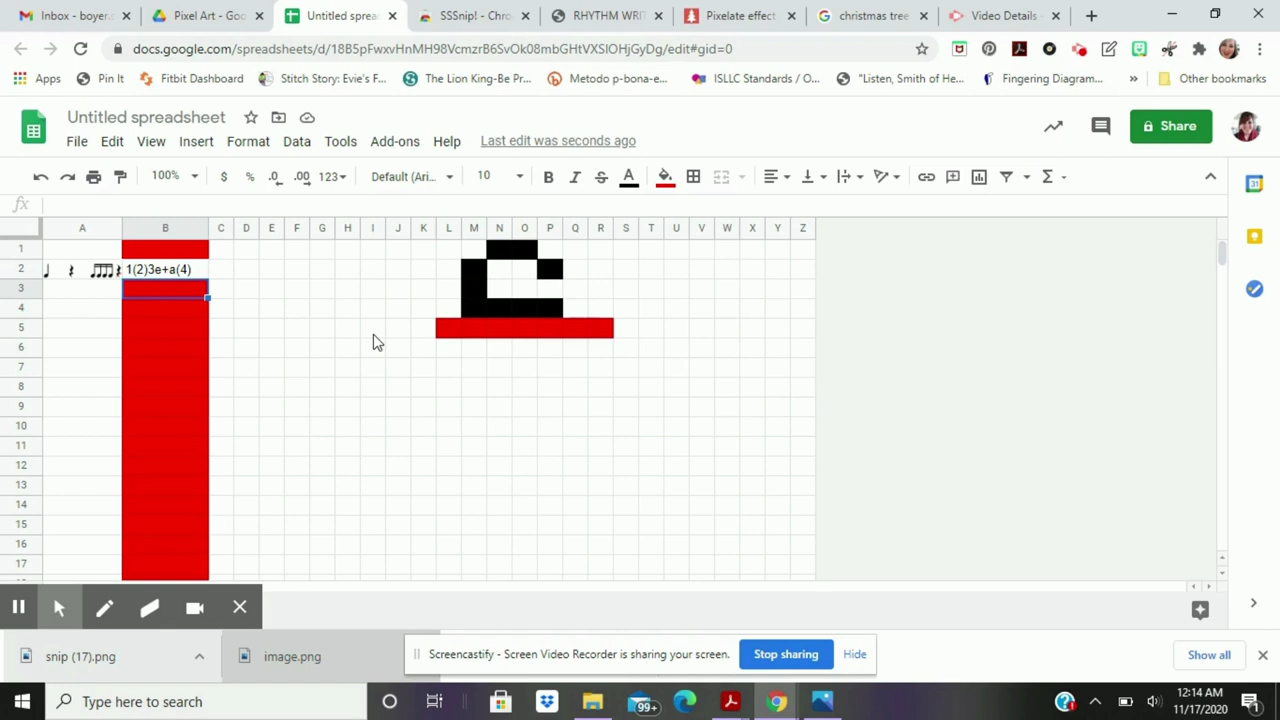 Inbox - boyer.r
Pixel Art - Goo
Untitled sprea
SSSnip! - Chro
RHYTHM WRI
Pixelate effect
christmas tree
Video Details -
docs.google.com/spreadsheets/d/18B5pFwxvHnMH98VcmzrB6SvOk08mbGHtVXSIOHjGyDg/edit#gid=0
Apps
Pin It
Fitbit Dashboard
Stitch Story: Evie's F...
The Lion King-Be Pr...
Metodo p-bona-e...
ISLLC Standards / O...
"Listen, Smith of He...
Fingering Diagram...
»
Other bookmarks
Untitled spreadsheet
Share
File Edit View Insert Format Data Tools Add-ons Help Last edit was seconds ago
100% $ % .0 .00 123 Default (Ari... 10 B I S A
fx
A B C D E F G H I J K L M N O P Q R S T U V W X Y Z
1
2 1(2)3e+a(4)
3
4
5
6
7
8
9
10
11
12
13
14
15
16
17
snip (17).png
image.png
Screencastify - Screen Video Recorder is sharing your screen.
Stop sharing
Hide
Show all
Type here to search
99+
12:14 AM
11/17/2020